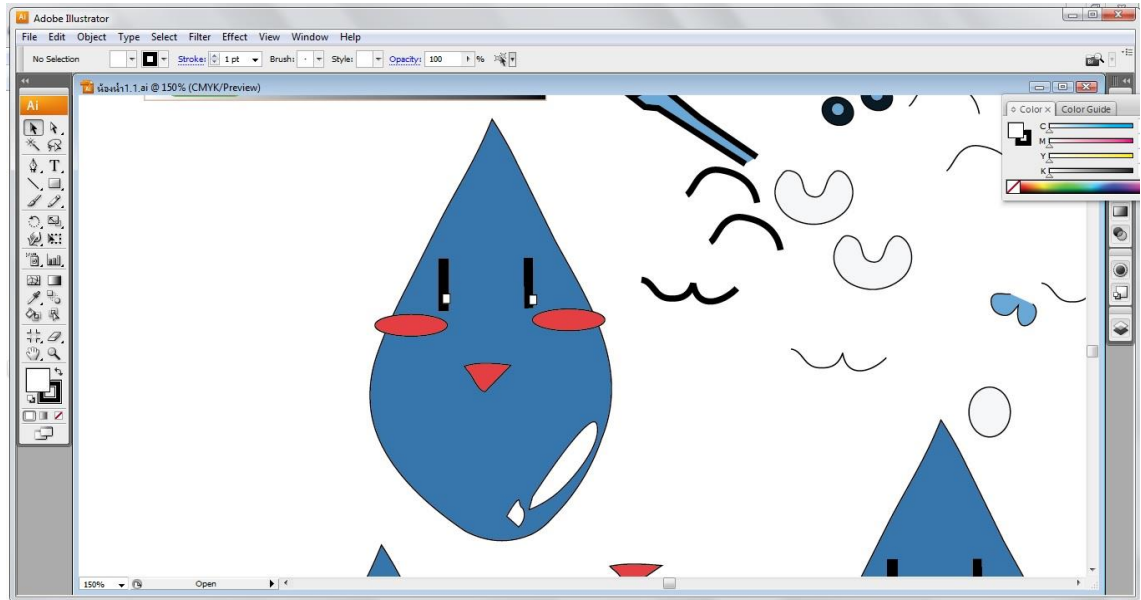 Adobe Illustrator
File Edit Object Type Select Filter Effect View Window Help
No Selection Stroke: 1 pt Brush: Style: Opacity: 100 %
ห้องน้ำ1.1.ai @ 150% (CMYK/Preview)
Ai
Color Color Guide
C
M
Y
K
T
150% Open